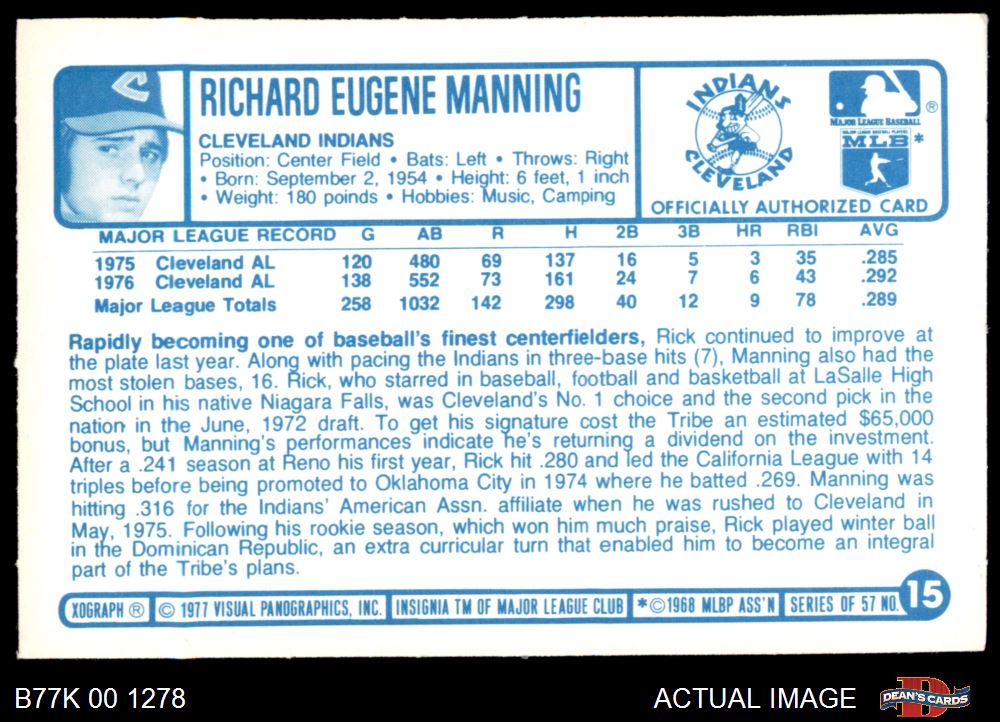 C
RICHARD EUGENE MANNING
CLEVELAND INDIANS
Position: Center Field • Bats: Left • Throws: Right
• Born: September 2, 1954 • Height: 6 feet, 1 inch
• Weight: 180 poinds • Hobbies: Music, Camping
INDIANS
CLEVELAND
®
MAJOR LEAGUE BASEBALL
MAJOR LEAGUE BASEBALL PLAYERS
MLB *
OFFICIALLY AUTHORIZED CARD
MAJOR LEAGUE RECORD G AB R H 2B 3B HR RBI AVG
1975 Cleveland AL 120 480 69 137 16 5 3 35 .285
1976 Cleveland AL 138 552 73 161 24 7 6 43 .292
Major League Totals 258 1032 142 298 40 12 9 78 .289
Rapidly becoming one of baseball's finest centerfielders, Rick continued to improve at
the plate last year. Along with pacing the Indians in three-base hits (7), Manning also had the
most stolen bases, 16. Rick, who starred in baseball, football and basketball at LaSalle High
School in his native Niagara Falls, was Cleveland's No. 1 choice and the second pick in the
nation in the June, 1972 draft. To get his signature cost the Tribe an estimated $65,000
bonus, but Manning's performances indicate he's returning a dividend on the investment.
After a .241 season at Reno his first year, Rick hit .280 and led the California League with 14
triples before being promoted to Oklahoma City in 1974 where he batted .269. Manning was
hitting .316 for the Indians' American Assn. affiliate when he was rushed to Cleveland in
May, 1975. Following his rookie season, which won him much praise, Rick played winter ball
in the Dominican Republic, an extra curricular turn that enabled him to become an integral
part of the Tribe's plans.
XOGRAPH ® © 1977 VISUAL PANOGRAPHICS, INC. INSIGNIA TM OF MAJOR LEAGUE CLUB *©1968 MLBP ASS'N SERIES OF 57 NO. 15
B77K 00 1278
ACTUAL IMAGE
D
DEAN'S CARDS